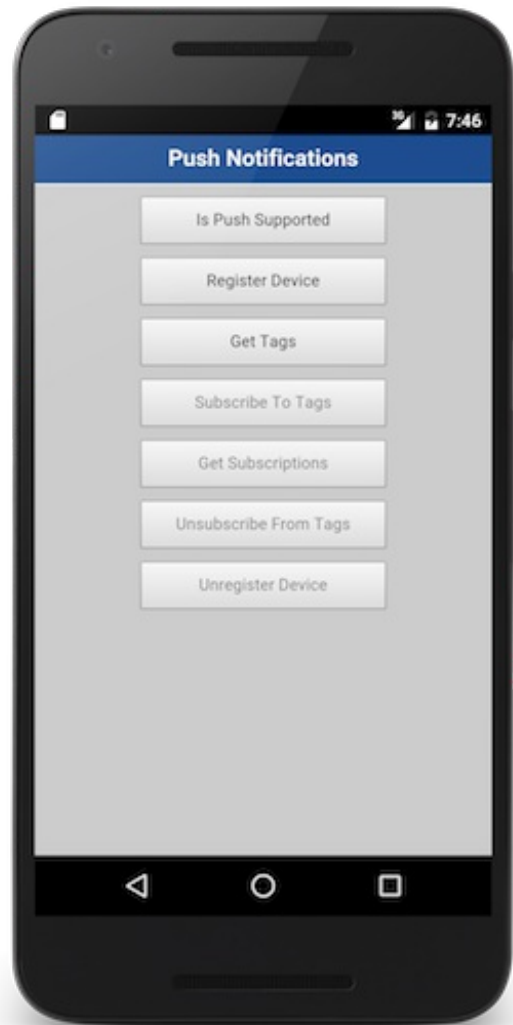 3G 7:46
Push Notifications
Is Push Supported
Register Device
Get Tags
Subscribe To Tags
Get Subscriptions
Unsubscribe From Tags
Unregister Device